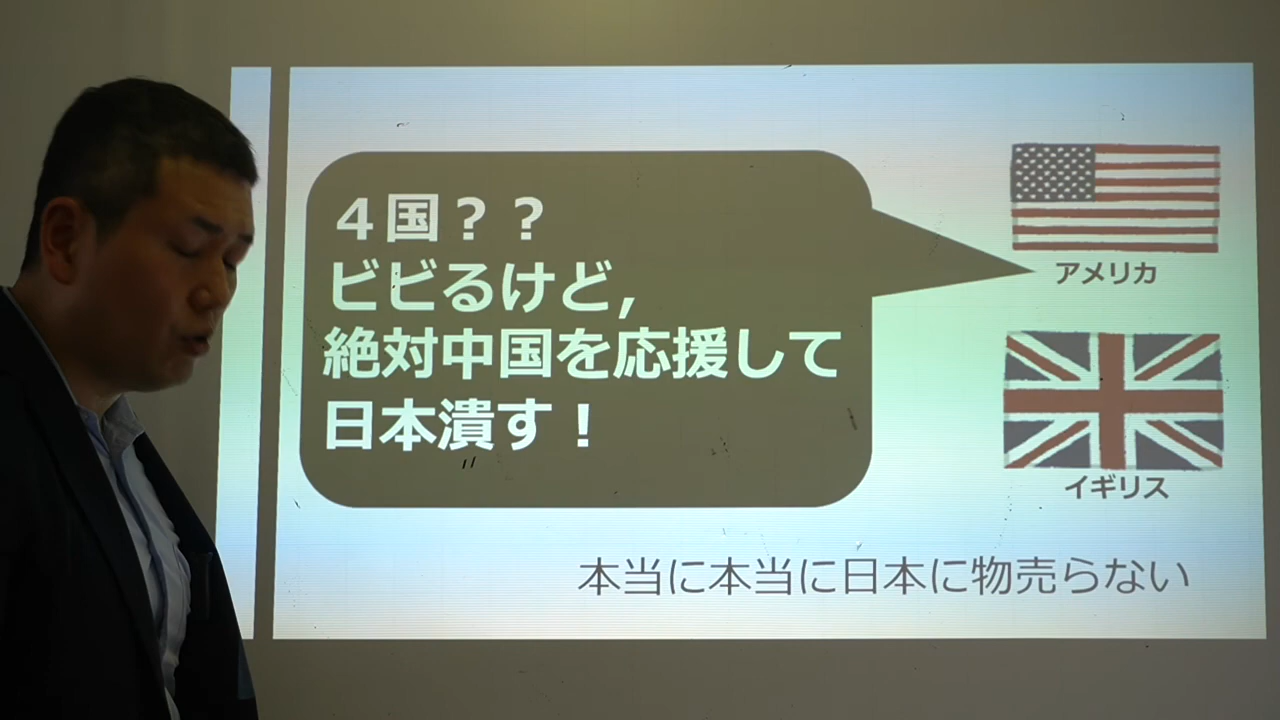 ４国？？
ビビるけど，
絶対中国を応援して
日本潰す！
アメリカ
イギリス
本当に本当に日本に物売らない